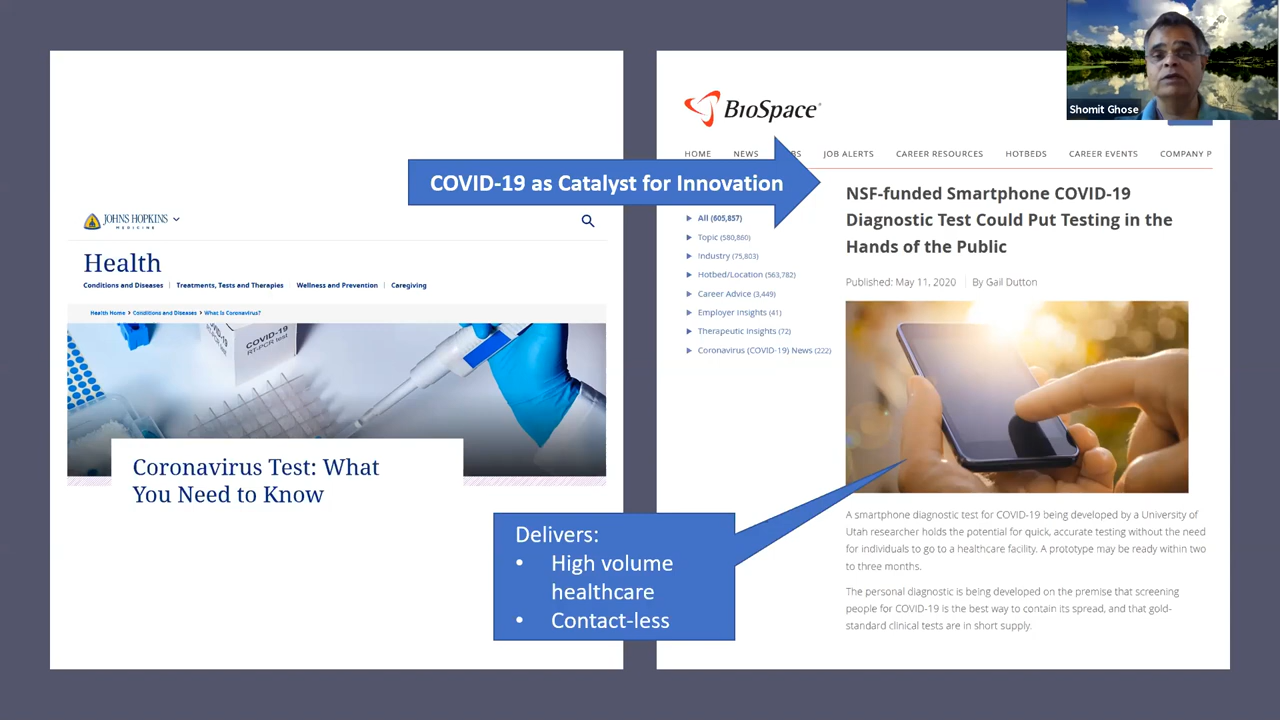 Shomit Ghose
COVID-19 as Catalyst for Innovation
JOHNS HOPKINS
MEDICINE
Health
Conditions and Diseases
Treatments, Tests and Therapies
Wellness and Prevention
Caregiving
Health Home > Conditions and Diseases > What Is Coronavirus?
COVID-19
RT-PCR test
Coronavirus Test: What
You Need to Know
BioSpace
HOME NEWS BS JOB ALERTS CAREER RESOURCES HOTBEDS CAREER EVENTS COMPANY P
All (605,857)
Topic (580,860)
Industry (75,803)
Hotbed/Location (563,782)
Career Advice (3,449)
Employer Insights (41)
Therapeutic Insights (72)
Coronavirus (COVID-19) News (222)
NSF-funded Smartphone COVID-19
Diagnostic Test Could Put Testing in the
Hands of the Public
Published: May 11, 2020 | By Gail Dutton
A smartphone diagnostic test for COVID-19 being developed by a University of
Utah researcher holds the potential for quick, accurate testing without the need
for individuals to go to a healthcare facility. A prototype may be ready within two
to three months.
The personal diagnostic is being developed on the premise that screening
people for COVID-19 is the best way to contain its spread, and that gold-
standard clinical tests are in short supply.
Delivers:
• High volume
healthcare
• Contact-less